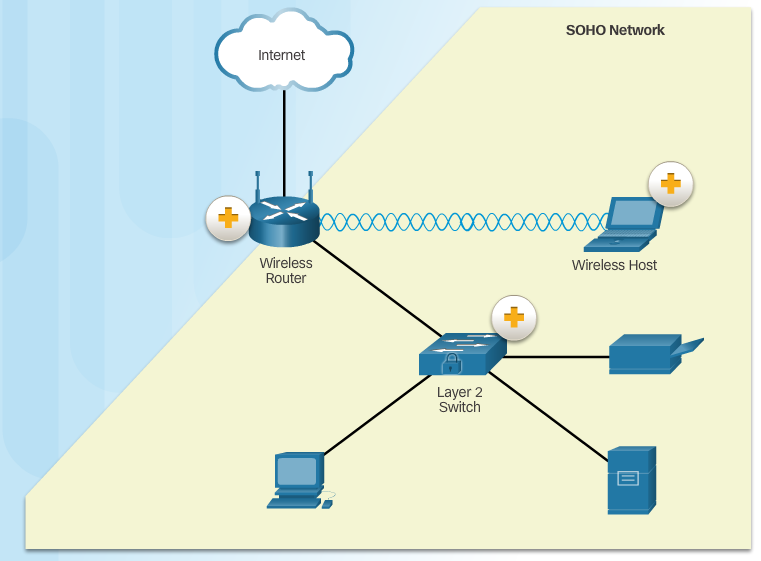 SOHO Network
Internet
Wireless
Router
Wireless Host
Layer 2
Switch